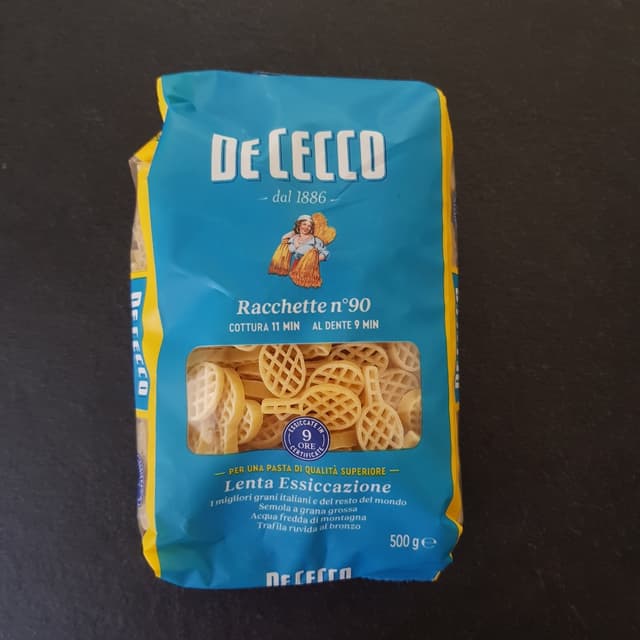 DE CECCO
dal 1886
Racchette n°90
COTTURA 11 MIN AL DENTE 9 MIN
ESSICCATE IN
9
ORE
CERTIFICATE
PER UNA PASTA DI QUALITÀ SUPERIORE
Lenta Essiccazione
I migliori grani italiani e del resto del mondo
Semola a grana grossa
Acqua fredda di montagna
Trafila ruvida al bronzo
500 g ℮
DE CECCO
DE CECCO